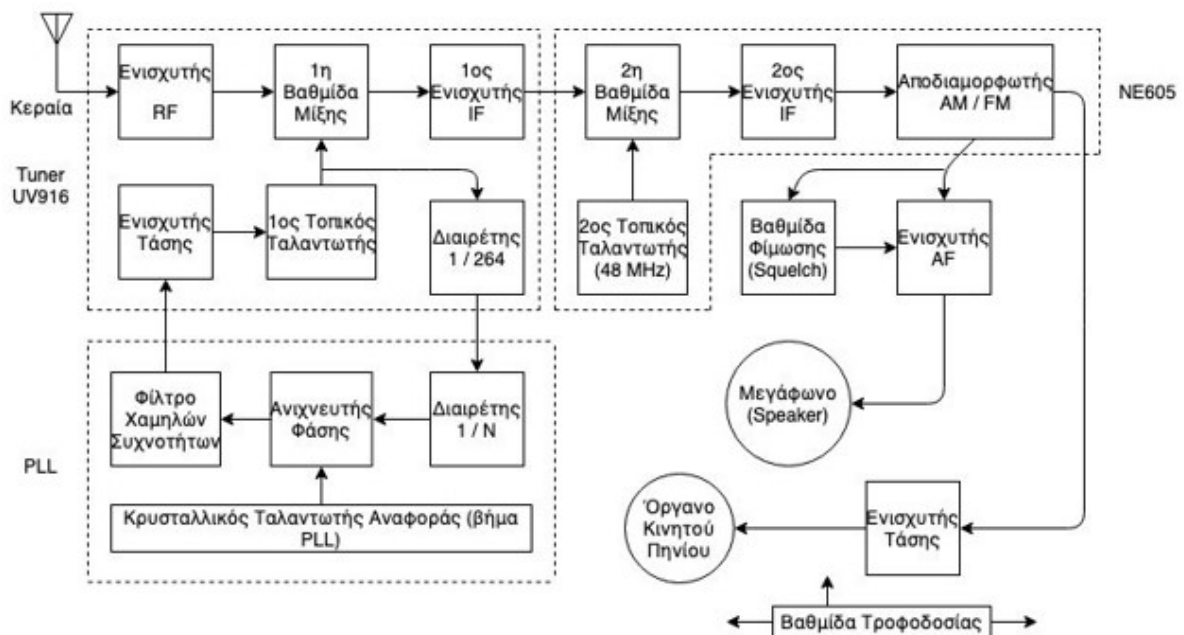 Κεραία
Ενισχυτής
RF
1η
Βαθμίδα
Μίξης
1ος
Ενισχυτής
IF
2η
Βαθμίδα
Μίξης
2ος
Ενισχυτής
IF
Αποδιαμορφωτής
AM / FM
NE605
Tuner
UV916
Ενισχυτής
Τάσης
1ος Τοπικός
Ταλαντωτής
Διαιρέτης
1 / 264
2ος Τοπικός
Ταλαντωτής
(48 MHz)
Βαθμίδα
Φίμωσης
(Squelch)
Ενισχυτής
AF
PLL
Φίλτρο
Χαμηλών
Συχνοτήτων
Ανιχνευτής
Φάσης
Διαιρέτης
1 / N
Μεγάφωνο
(Speaker)
Κρυσταλλικός Ταλαντωτής Αναφοράς (βήμα
PLL)
Όργανο
Κινητού
Πηνίου
Ενισχυτής
Τάσης
Βαθμίδα Τροφοδοσίας